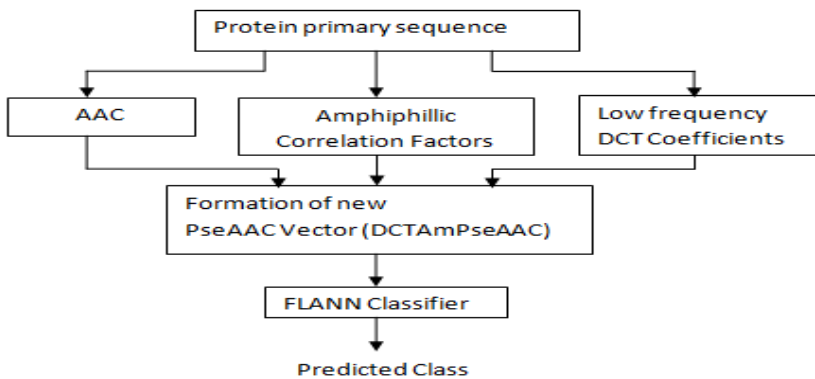 Protein primary sequence
AAC
Amphiphillic
Correlation Factors
Low frequency
DCT Coefficients
Formation of new
PseAAC Vector (DCTAmPseAAC)
FLANN Classifier
Predicted Class